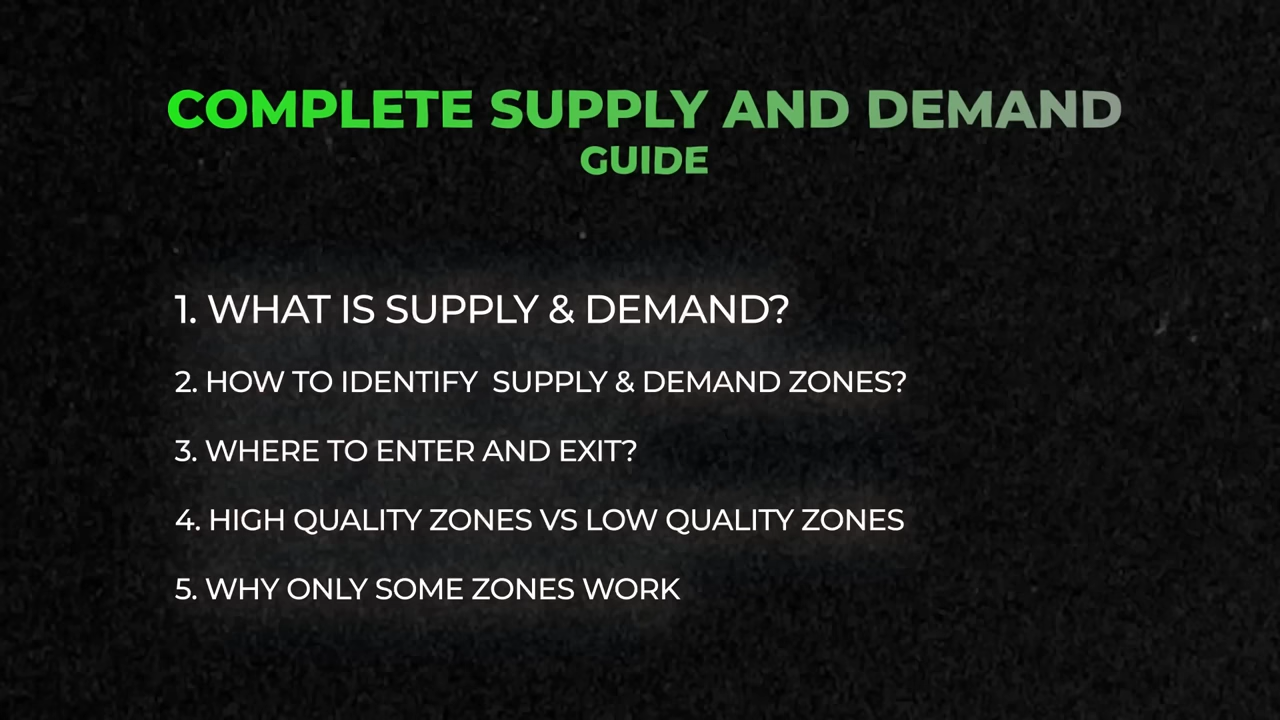 COMPLETE SUPPLY AND DEMAND
GUIDE
1. WHAT IS SUPPLY & DEMAND?
2. HOW TO IDENTIFY  SUPPLY & DEMAND ZONES?
3. WHERE TO ENTER AND EXIT?
4. HIGH QUALITY ZONES VS LOW QUALITY ZONES
5. WHY ONLY SOME ZONES WORK